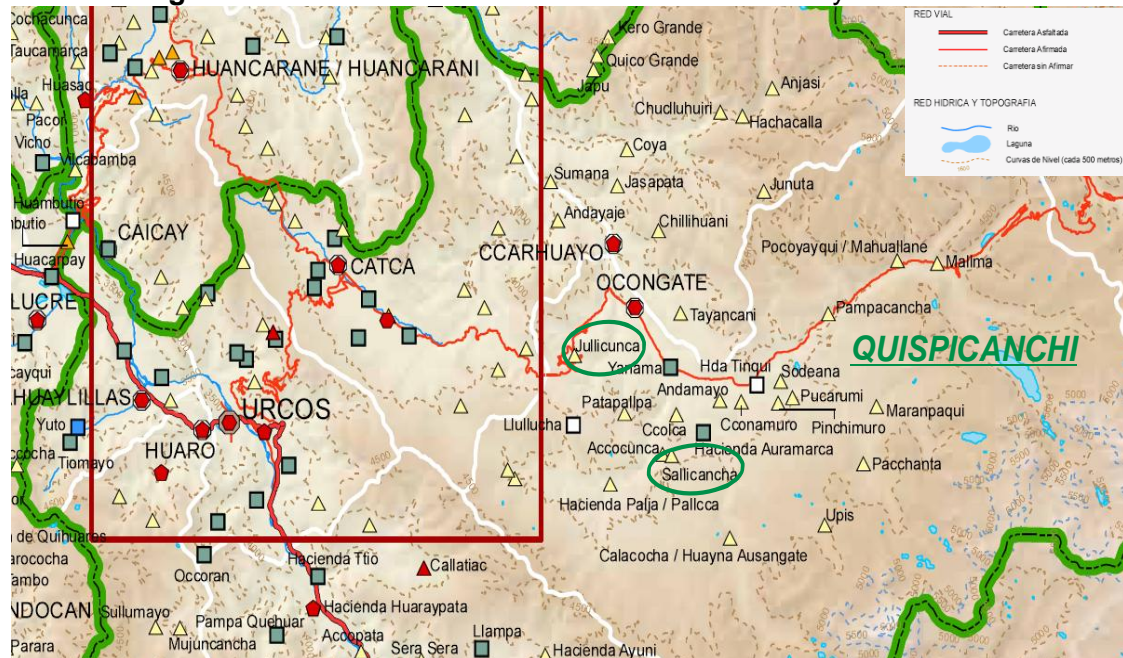 RED VIAL
Carretera Asfaltada
Carretera Afirmada
Carretera sin Afirmar
RED HIDRICA Y TOPOGRAFIA
Rio
Laguna
Curvas de Nivel (cada 500 metros)
Cochacunca
Taucamarca
Huasac
Pacor
Vicho
Vilcabamba
Huambutio
Huacarpay
HUANCARANE / HUANCARANI
CAICAY
CATCA
LUCRE
URCOS
HUARO
Yuto
Tiomayo
Kero Grande
Quico Grande
Japu
Anjasi
Chuclluhuiri
Hachacalla
Coya
Sumana
Jasapata
Junuta
Andayaje
Chillihuani
CCARHUAYO
Pocoyayqui / Mahuallane
Mallma
OCONGATE
Tayancani
Pampacancha
Jullicunca
Yanama
Hda Tinqui
QUISPICANCHI
Sodeana
Andamayo
Pucarumi
Patapallpa
Maranpaqui
Llullucha
Ccolca
Cconamuro
Pinchimuro
Accocunca
Hacienda Auramarca
Sallicancha
Pacchanta
Hacienda Palja / Pallcca
Upis
Calacocha / Huayna Ausangate
Occoran
Hacienda Ttio
Callatiac
Sullumayo
Pampa Quehuar
Mujuncancha
Hacienda Huaraypata
Acoopata
Sera Sera
Llampa
Hacienda Ayuni
Parara
4500
5000